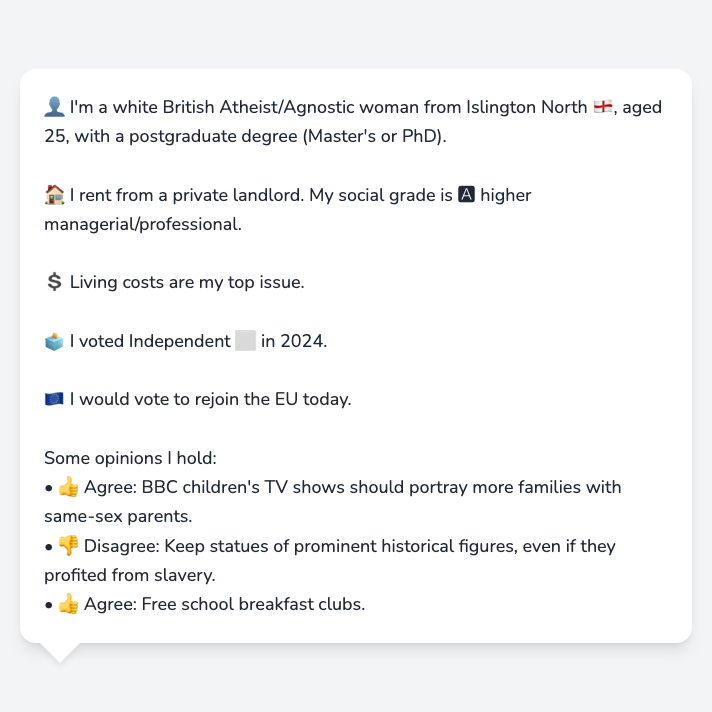 👤 I'm a white British Atheist/Agnostic woman from Islington North 🏴󠁧󠁢󠁥󠁮󠁧󠁿, aged
25, with a postgraduate degree (Master's or PhD).
🏠 I rent from a private landlord. My social grade is 🅰 higher
managerial/professional.
💲 Living costs are my top issue.
🗳️ I voted Independent ⬜ in 2024.
🇪🇺 I would vote to rejoin the EU today.
Some opinions I hold:
• 👍 Agree: BBC children's TV shows should portray more families with
same-sex parents.
• 👎 Disagree: Keep statues of prominent historical figures, even if they
profited from slavery.
• 👍 Agree: Free school breakfast clubs.